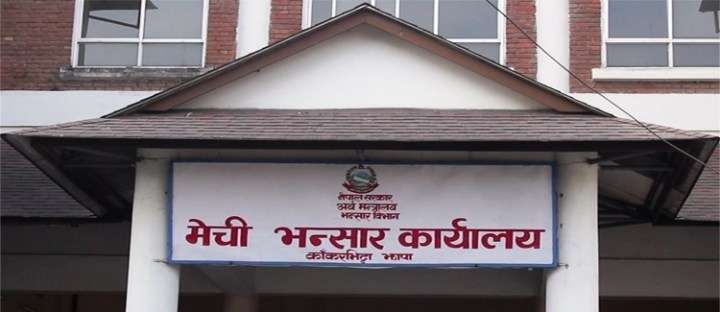 नेपाल सरकार
अर्थ मन्त्रालय
भन्सार विभाग
मेची भन्सार कार्यालय
काँकरभिट्टा झापा